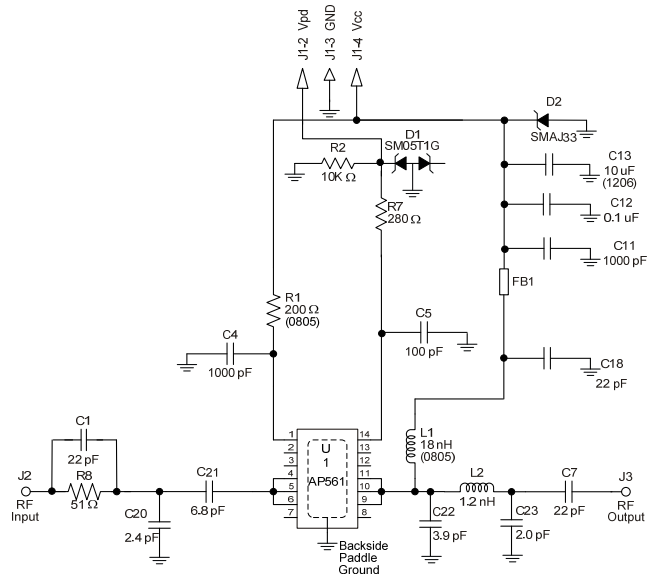 J1-2 Vpd
J1-3 GND
J1-4 Vcc
D2
SMAJ33
D1
SM05T1G
R2
10K Ω
C13
10 uF
(1206)
C12
0.1 uF
R7
280 Ω
C11
1000 pF
FB1
R1
200 Ω
(0805)
C4
1000 pF
C5
100 pF
C18
22 pF
1
2
3
4
5
6
7
14
13
12
11
10
9
8
U
1
AP561
L1
18 nH
(0805)
C1
22 pF
J2
RF
Input
R8
51 Ω
C21
6.8 pF
C20
2.4 pF
L2
1.2 nH
C7
22 pF
J3
RF
Output
C22
3.9 pF
C23
2.0 pF
Backside
Paddle
Ground